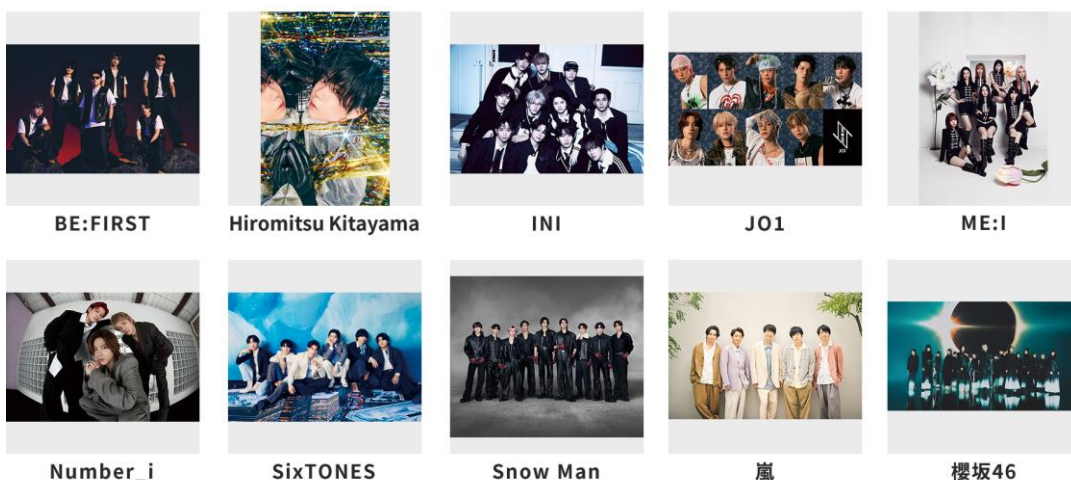 BE:FIRST
Hiromitsu Kitayama
INI
JO1
ME:I
Number_i
SixTONES
Snow Man
嵐
櫻坂46